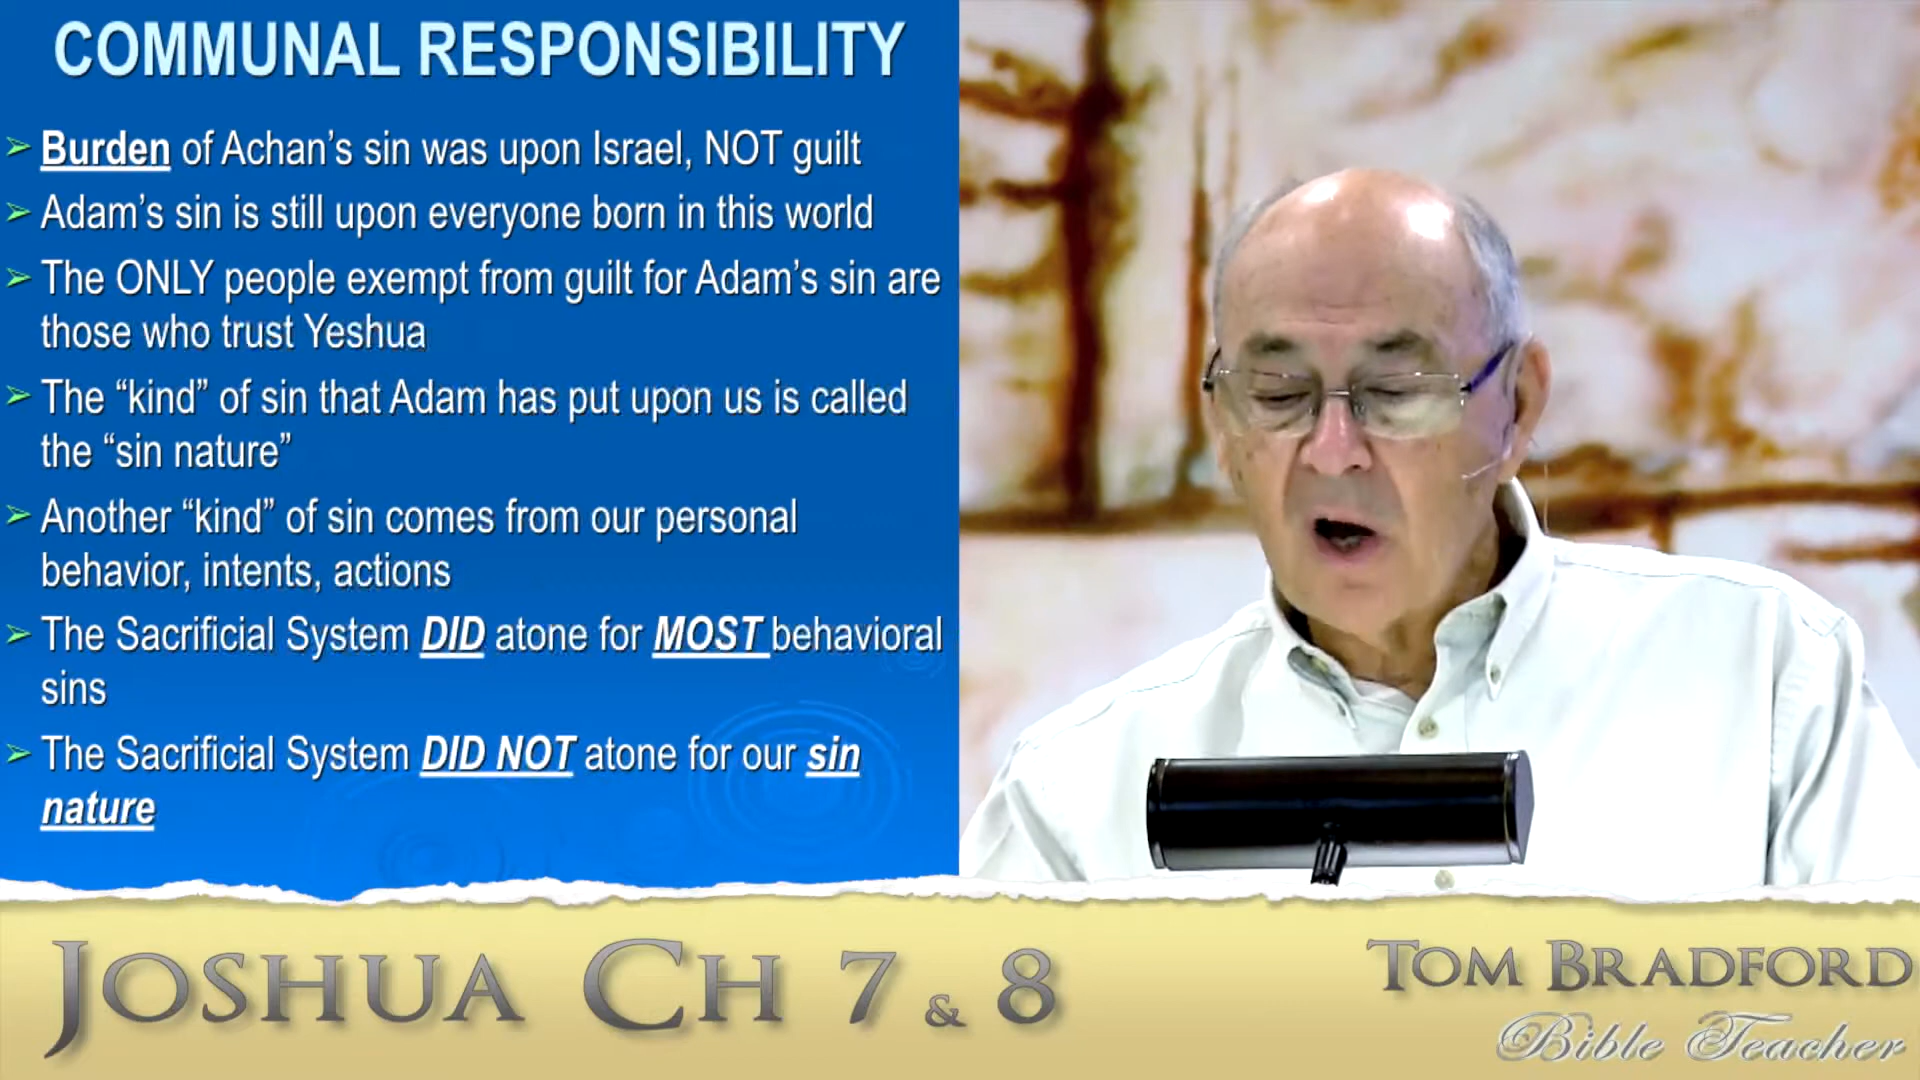 COMMUNAL RESPONSIBILITY
➢ Burden of Achan’s sin was upon Israel, NOT guilt
➢ Adam’s sin is still upon everyone born in this world
➢ The ONLY people exempt from guilt for Adam’s sin are
those who trust Yeshua
➢ The “kind” of sin that Adam has put upon us is called
the “sin nature”
➢ Another “kind” of sin comes from our personal
behavior, intents, actions
➢ The Sacrificial System DID atone for MOST behavioral
sins
➢ The Sacrificial System DID NOT atone for our sin
nature
JOSHUA CH 7 & 8
TOM BRADFORD
Bible Teacher